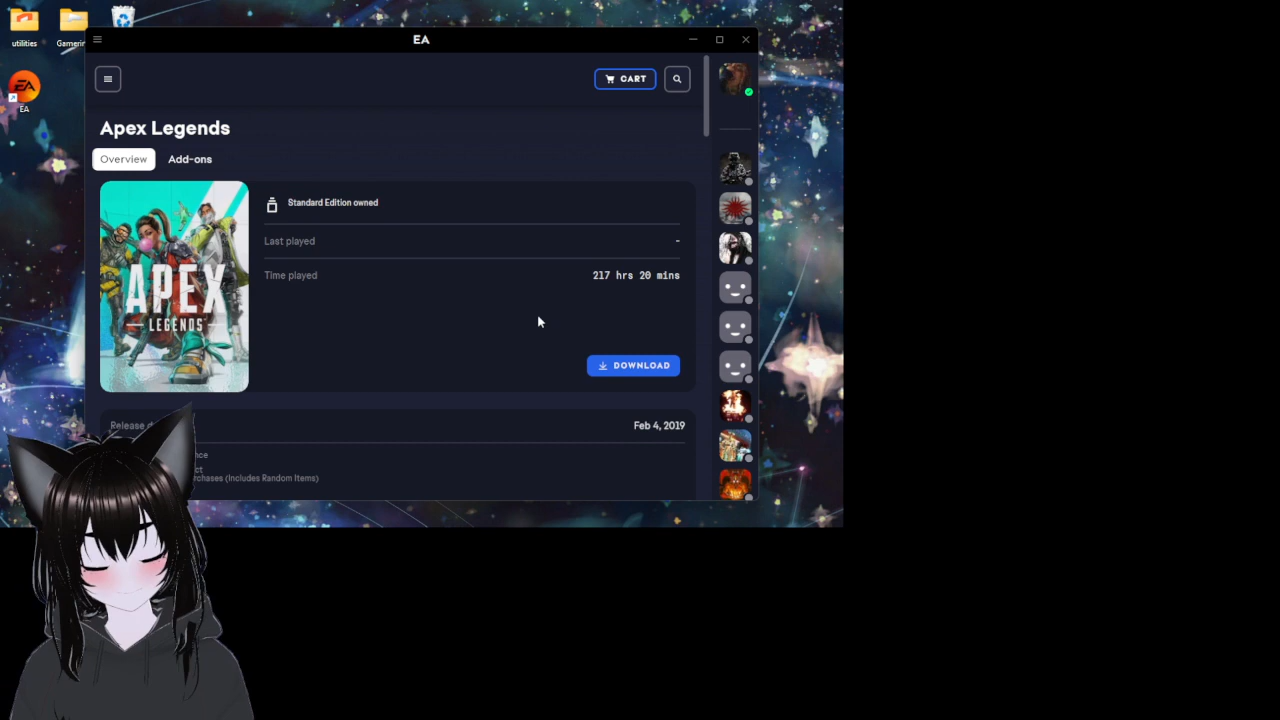 utilities
EA
EA
CART
Apex Legends
Overview
Add-ons
APEX
LEGENDS
Standard Edition owned
Last played
-
Time played
217 hrs 20 mins
DOWNLOAD
Feb 4, 2019
(Includes Random Items)